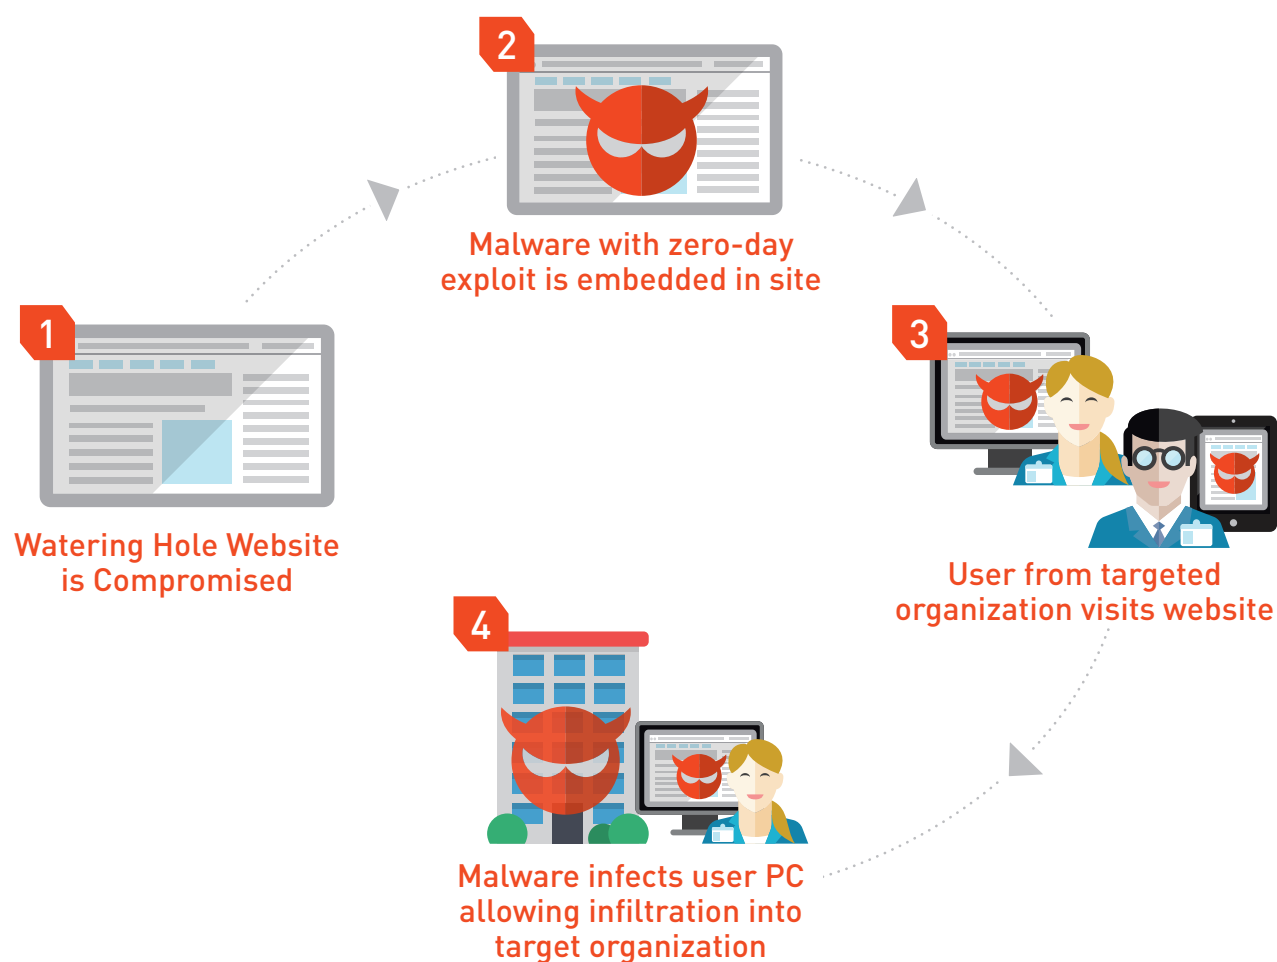 1
Watering Hole Website
is Compromised
2
Malware with zero-day
exploit is embedded in site
3
User from targeted
organization visits website
4
Malware infects user PC
allowing infiltration into
target organization